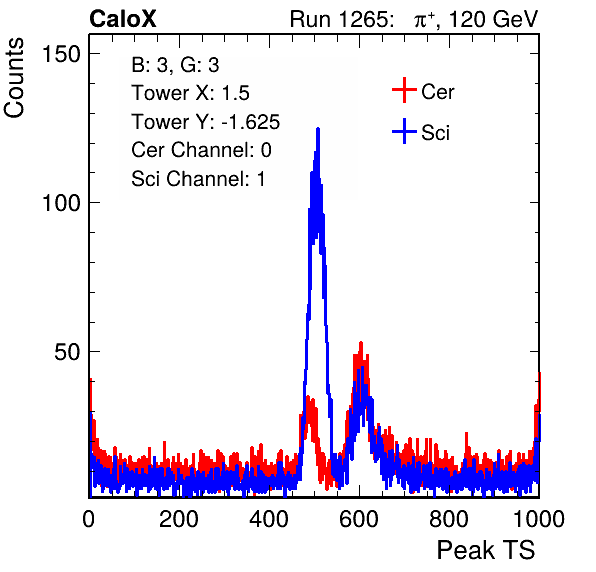 CaloX Run 1265: π⁺, 120 GeV
Counts
150
100
50
B: 3, G: 3
Tower X: 1.5
Tower Y: -1.625
Cer Channel: 0
Sci Channel: 1
Cer
Sci
0 200 400 600 800 1000
Peak TS